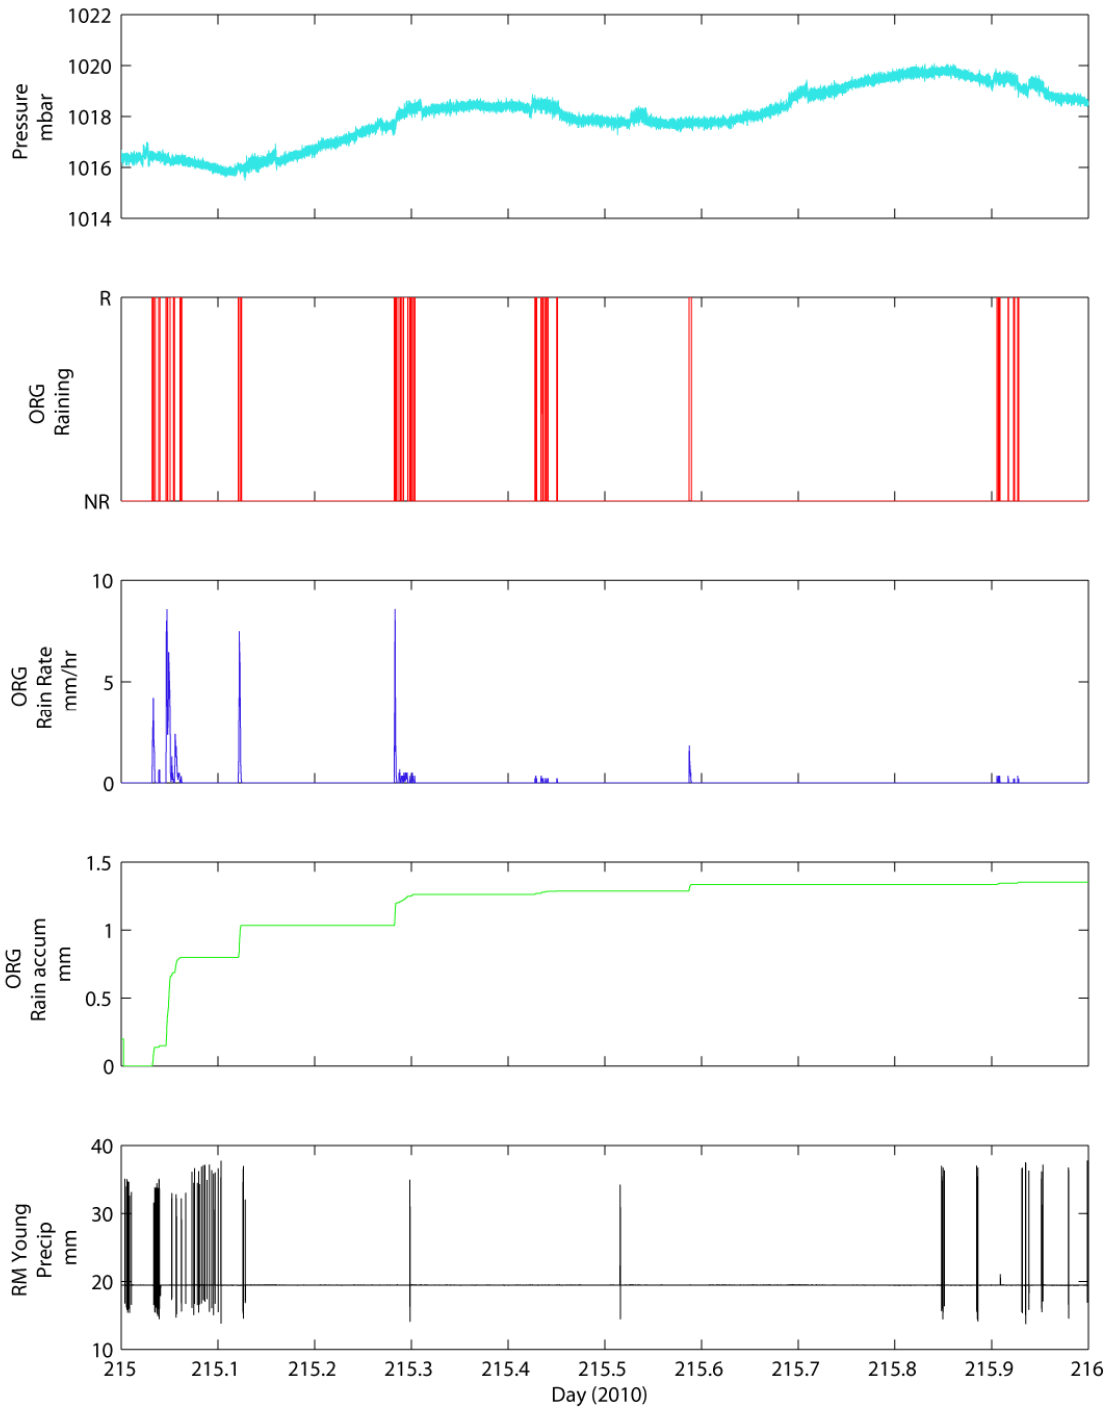 1022
1020
1018
1016
1014
Pressure
mbar
R
NR
ORG
Raining
10
5
0
ORG
Rain Rate
mm/hr
1.5
1
0.5
0
ORG
Rain accum
mm
40
30
20
10
RM Young
Precip
mm
215 215.1 215.2 215.3 215.4 215.5 215.6 215.7 215.8 215.9 216
Day (2010)